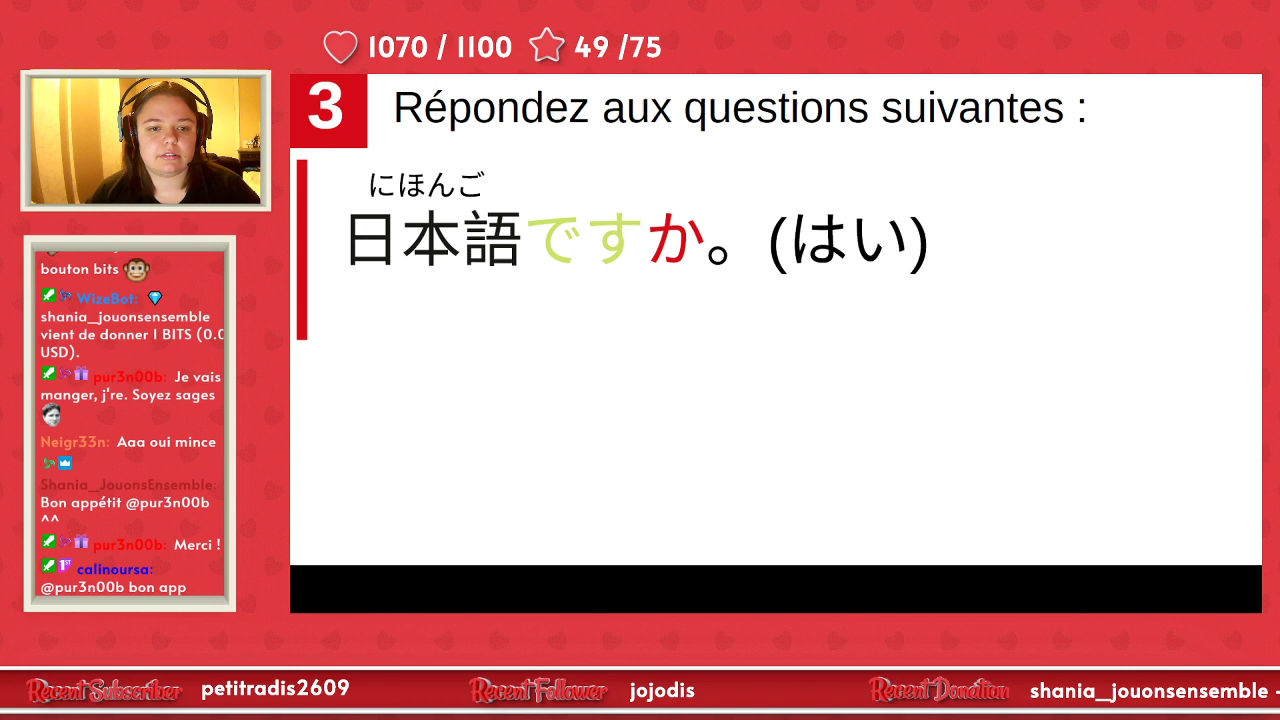 1070 / 1100 49 /75
3 Répondez aux questions suivantes :
にほんご
日本語ですか。(はい)
bouton bits
WizeBot:
shania_jouonsensemble
vient de donner 1 BITS (0.0
USD).
pur3n00b: Je vais
manger, j're. Soyez sages
Neigr33n: Aaa oui mince
Shania_JouonsEnsemble:
Bon appétit @pur3n00b
^^
pur3n00b: Merci !
calinoursa:
@pur3n00b bon app
Recent Subscriber petitradis2609 Recent Follower jojodis Recent Donation shania_jouonsensemble -